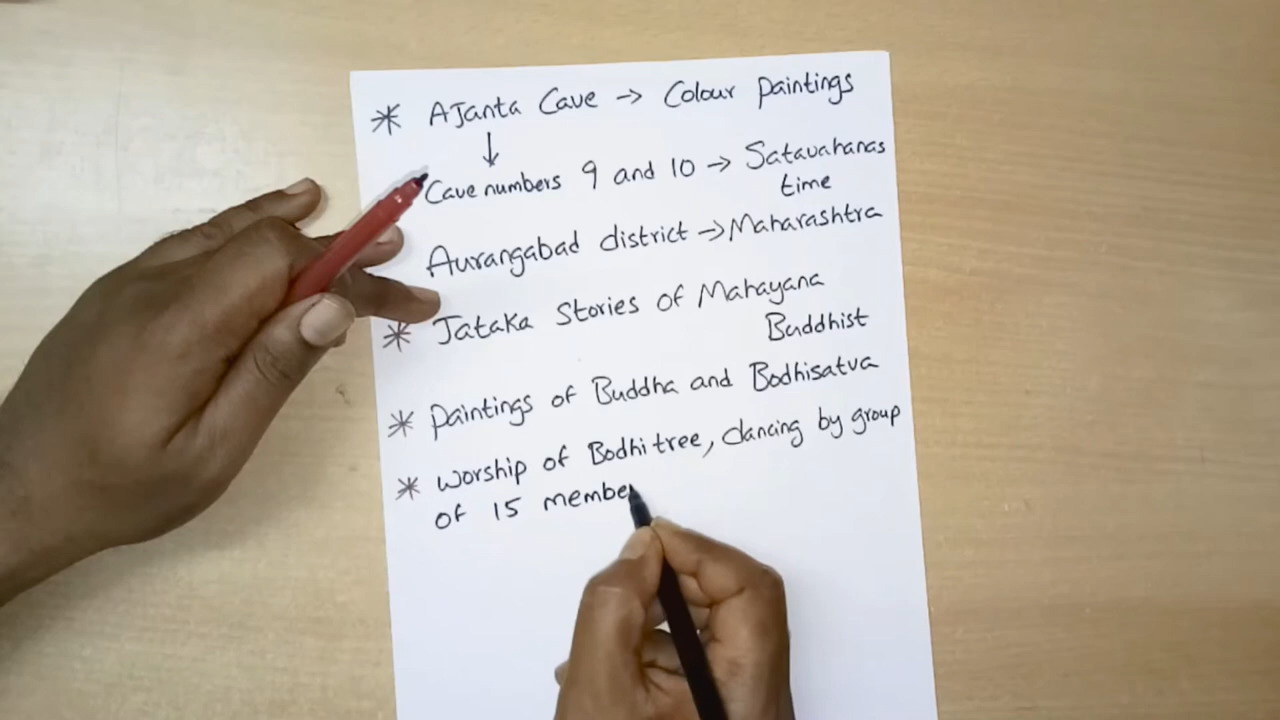 * Ajanta Cave → Colour Paintings
↓
Cave numbers 9 and 10 → Satavahanas
time
Aurangabad district → Maharashtra
* Jataka Stories of Mahayana
Buddhist
* Paintings of Buddha and Bodhisatva
* worship of Bodhi tree, dancing by group
of 15 membe